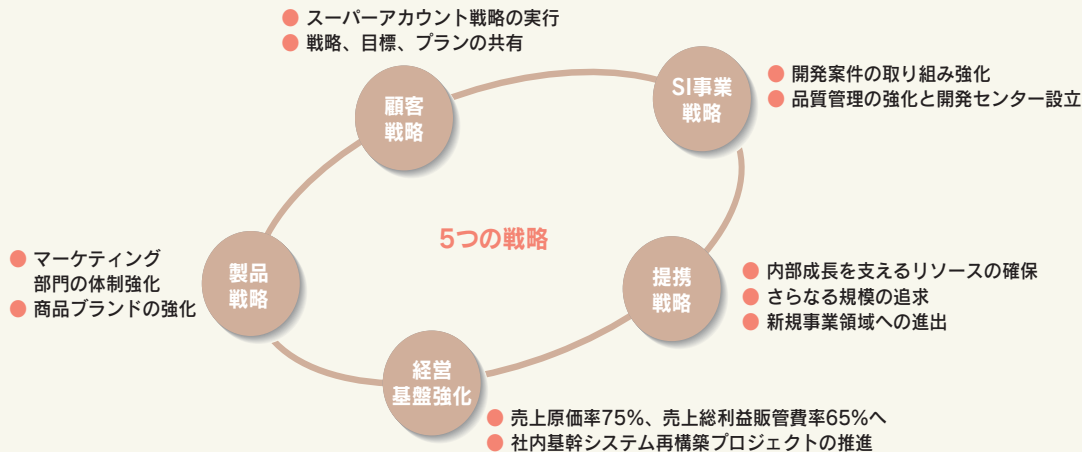 スーパーアカウント戦略の実行
戦略、目標、プランの共有
顧客
戦略
SI事業
戦略
開発案件の取り組み強化
品質管理の強化と開発センター設立
5つの戦略
マーケティング
部門の体制強化
商品ブランドの強化
製品
戦略
提携
戦略
内部成長を支えるリソースの確保
さらなる規模の追求
新規事業領域への進出
経営
基盤強化
売上原価率75%、売上総利益販管費率65%へ
社内基幹システム再構築プロジェクトの推進